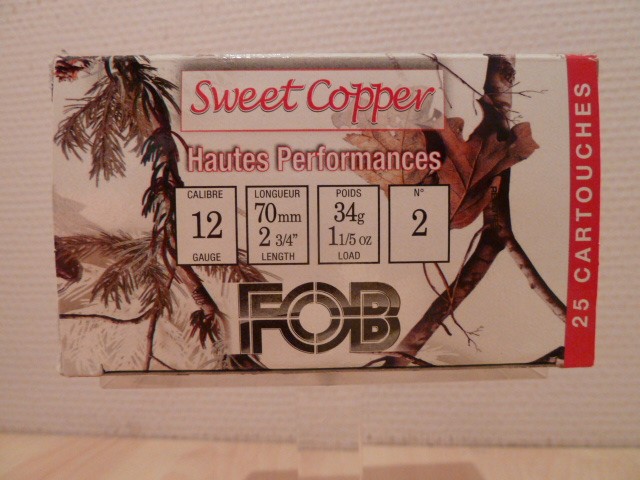 Sweet Copper
Hautes Performances
CALIBRE
12
GAUGE
LONGUEUR
70mm
2 3/4"
LENGTH
POIDS
34g
1 1/5 oz
LOAD
N°
2
FOB
25 CARTOUCHES